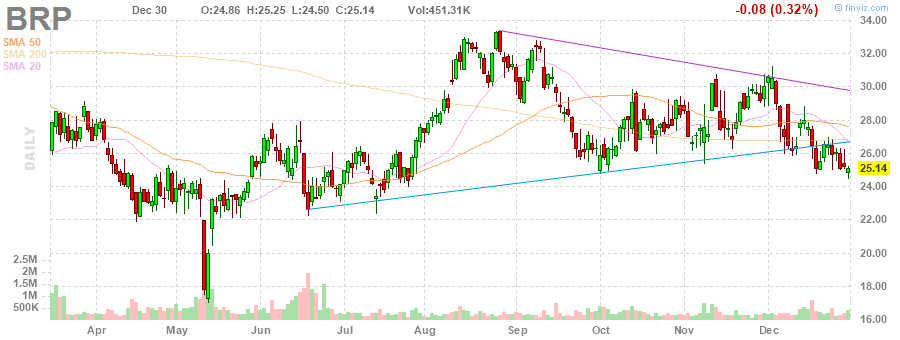 BRP Dec 30 O:24.86 H:25.25 L:24.50 C:25.14 Vol:451.31K -0.08 (0.32%) © finviz.com
SMA 50
SMA 200
SMA 20
DAILY
34.00
32.00
30.00
28.00
26.00
25.14
24.00
22.00
20.00
18.00
16.00
2.5M
2M
1.5M
1M
500K
Apr May Jun Jul Aug Sep Oct Nov Dec